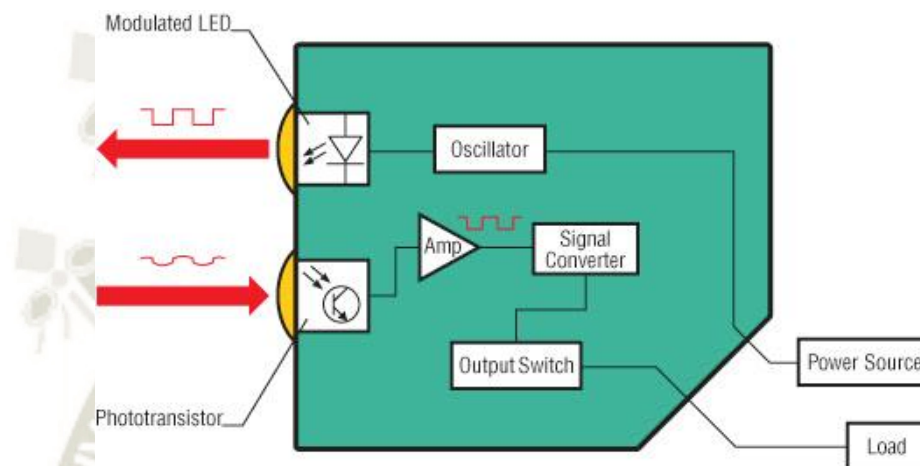 Modulated LED
Oscillator
Amp
Signal
Converter
Output Switch
Power Source
Phototransistor
Load